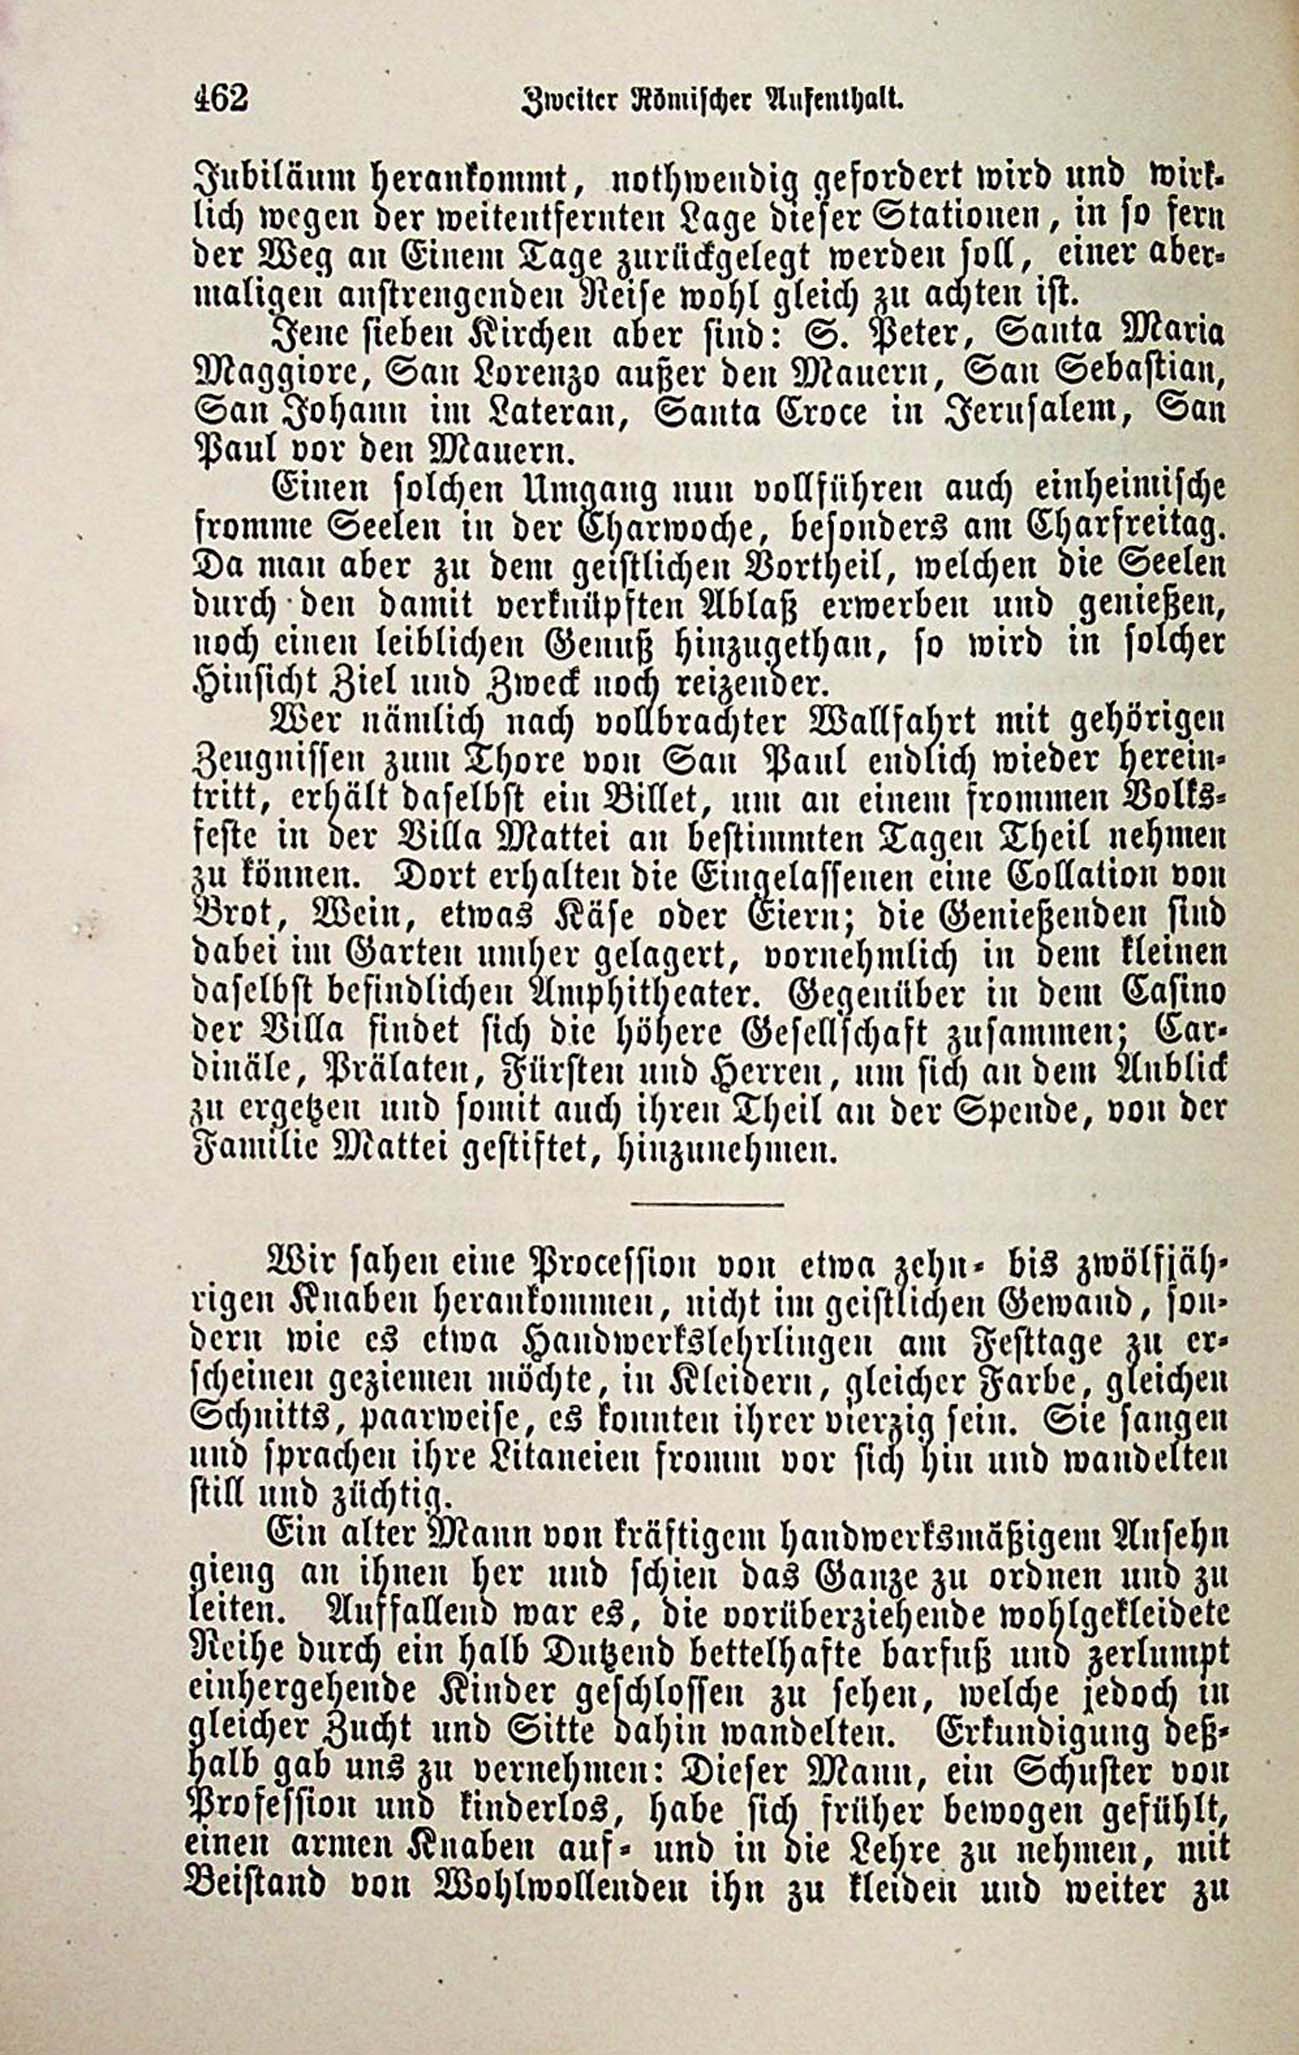 462 Zweiter Römischer Aufenthalt.
Jubiläum herankommt, nothwendig gefordert wird und wirk-
lich wegen der weitentfernten Lage dieser Stationen, in so fern
der Weg an Einem Tage zurückgelegt werden soll, einer aber-
maligen anstrengenden Reise wohl gleich zu achten ist.
Jene sieben Kirchen aber sind: S. Peter, Santa Maria
Maggiore, San Lorenzo außer den Mauern, San Sebastian,
San Johann im Lateran, Santa Croce in Jerusalem, San
Paul vor den Mauern.
Einen solchen Umgang nun vollführen auch einheimische
fromme Seelen in der Charwoche, besonders am Charfreitag.
Da man aber zu dem geistlichen Vortheil, welchen die Seelen
durch den damit verknüpften Ablaß erwerben und genießen,
noch einen leiblichen Genuß hinzugethan, so wird in solcher
Hinsicht Ziel und Zweck noch reizender.
Wer nämlich nach vollbrachter Wallfahrt mit gehörigen
Zeugnissen zum Thore von San Paul endlich wieder herein-
tritt, erhält daselbst ein Billet, um an einem frommen Volks-
feste in der Villa Mattei an bestimmten Tagen Theil nehmen
zu können. Dort erhalten die Eingelassenen eine Collation von
Brot, Wein, etwas Käse oder Eiern; die Genießenden sind
dabei im Garten umher gelagert, vornehmlich in dem kleinen
daselbst befindlichen Amphitheater. Gegenüber in dem Casino
der Villa findet sich die höhere Gesellschaft zusammen; Car-
dinäle, Prälaten, Fürsten und Herren, um sich an dem Anblick
zu ergetzen und somit auch ihren Theil an der Spende, von der
Familie Mattei gestiftet, hinzunehmen.
Wir sahen eine Procession von etwa zehn- bis zwölfjäh-
rigen Knaben herankommen, nicht im geistlichen Gewand, son-
dern wie es etwa Handwerkslehrlingen am Festtage zu er-
scheinen geziemen möchte, in Kleidern, gleicher Farbe, gleichen
Schnitts, paarweise, es konnten ihrer vierzig sein. Sie sangen
und sprachen ihre Litaneien fromm vor sich hin und wandelten
still und züchtig.
Ein alter Mann von kräftigem handwerksmäßigem Ansehn
gieng an ihnen her und schien das Ganze zu ordnen und zu
leiten. Auffallend war es, die vorüberziehende wohlgekleidete
Reihe durch ein halb Dutzend bettelhafte barfuß und zerlumpt
einhergehende Kinder geschlossen zu sehen, welche jedoch in
gleicher Zucht und Sitte dahin wandelten. Erkundigung deß-
halb gab uns zu vernehmen: Dieser Mann, ein Schuster von
Profession und kinderlos, habe sich früher bewogen gefühlt,
einen armen Knaben auf- und in die Lehre zu nehmen, mit
Beistand von Wohlwollenden ihn zu kleiden und weiter zu